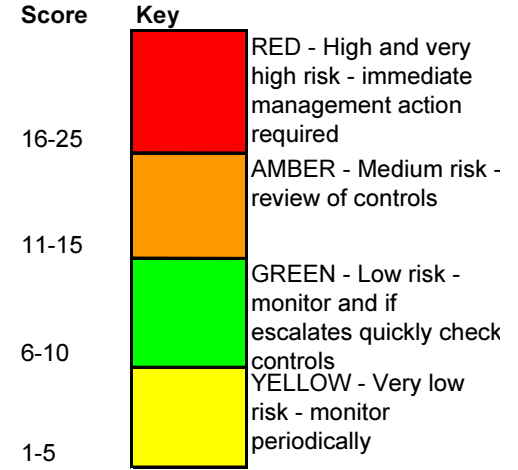 Score Key
RED - High and very
high risk - immediate
management action
required
16-25
AMBER - Medium risk -
review of controls
11-15
GREEN - Low risk -
monitor and if
escalates quickly check
controls
6-10
YELLOW - Very low
risk - monitor
periodically
1-5